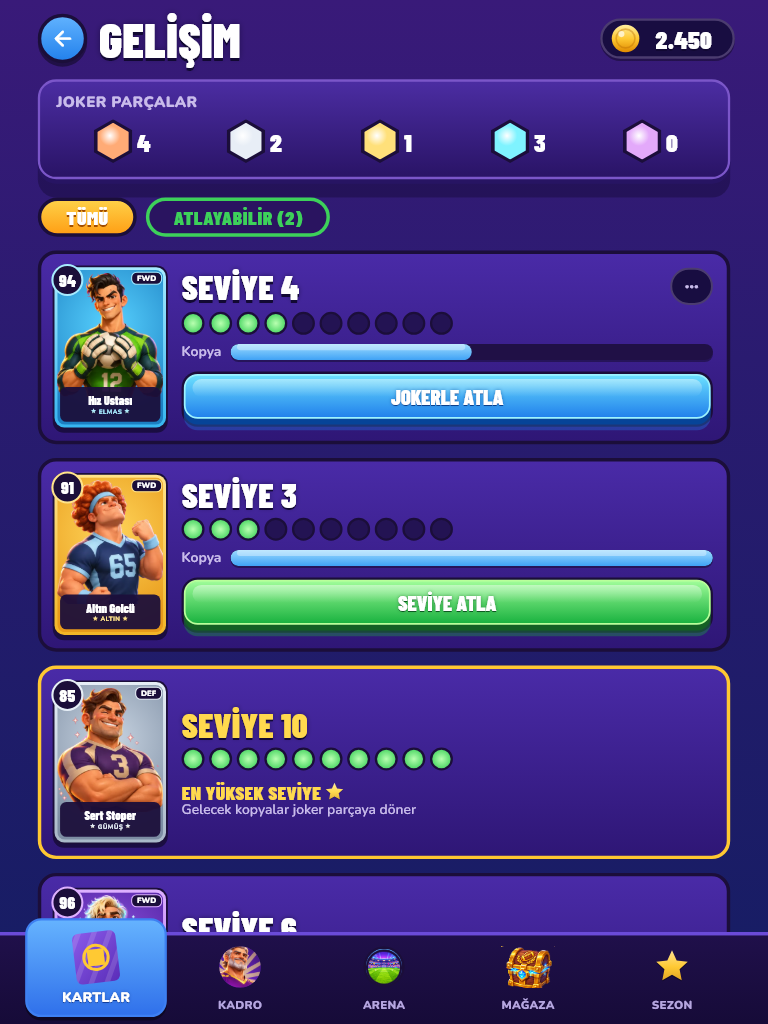 GELİŞİM
2.450
JOKER PARÇALAR
4
2
1
3
0
TÜMÜ
ATLAYABİLİR (2)
94
FWD
12
Hız Ustası
★ ELMAS ★
SEVİYE 4
Kopya
JOKERLE ATLA
91
FWD
65
Altın Golcü
★ ALTIN ★
SEVİYE 3
Kopya
SEVİYE ATLA
85
DEF
3
Sert Stoper
★ GÜMÜŞ ★
SEVİYE 10
EN YÜKSEK SEVİYE
Gelecek kopyalar joker parçaya döner
96
FWD
SEVİYE 6
KARTLAR
KADRO
ARENA
MAĞAZA
SEZON